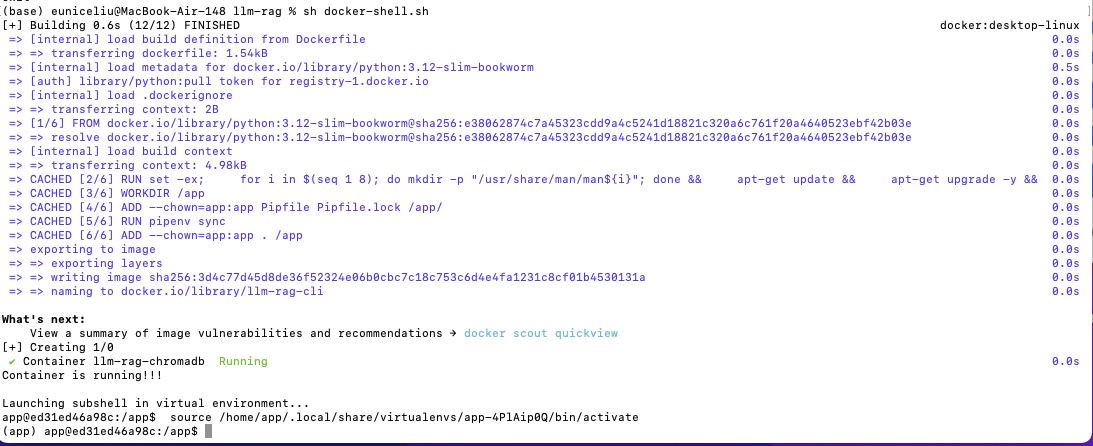 (base) euniceliu@MacBook-Air-148 llm-rag % sh docker-shell.sh
[+] Building 0.6s (12/12) FINISHED docker:desktop-linux
=> [internal] load build definition from Dockerfile 0.0s
=> => transferring dockerfile: 1.54kB 0.0s
=> [internal] load metadata for docker.io/library/python:3.12-slim-bookworm 0.5s
=> [auth] library/python:pull token for registry-1.docker.io 0.0s
=> [internal] load .dockerignore 0.0s
=> => transferring context: 2B 0.0s
=> [1/6] FROM docker.io/library/python:3.12-slim-bookworm@sha256:e38062874c7a45323cdd9a4c5241d18821c320a6c761f20a4640523ebf42b03e 0.0s
=> => resolve docker.io/library/python:3.12-slim-bookworm@sha256:e38062874c7a45323cdd9a4c5241d18821c320a6c761f20a4640523ebf42b03e 0.0s
=> [internal] load build context 0.0s
=> => transferring context: 4.98kB 0.0s
=> CACHED [2/6] RUN set -ex;     for i in $(seq 1 8); do mkdir -p "/usr/share/man/man${i}"; done &&     apt-get update &&     apt-get upgrade -y && 0.0s
=> CACHED [3/6] WORKDIR /app 0.0s
=> CACHED [4/6] ADD --chown=app:app Pipfile Pipfile.lock /app/ 0.0s
=> CACHED [5/6] RUN pipenv sync 0.0s
=> CACHED [6/6] ADD --chown=app:app . /app 0.0s
=> exporting to image 0.0s
=> => exporting layers 0.0s
=> => writing image sha256:3d4c77d45d8de36f52324e06b0cbc7c18c753c6d4e4fa1231c8cf01b4530131a 0.0s
=> => naming to docker.io/library/llm-rag-cli 0.0s
What's next:
View a summary of image vulnerabilities and recommendations → docker scout quickview
[+] Creating 1/0
✔ Container llm-rag-chromadb  Running 0.0s
Container is running!!!
Launching subshell in virtual environment...
app@ed31ed46a98c:/app$  source /home/app/.local/share/virtualenvs/app-4PlAip0Q/bin/activate
(app) app@ed31ed46a98c:/app$